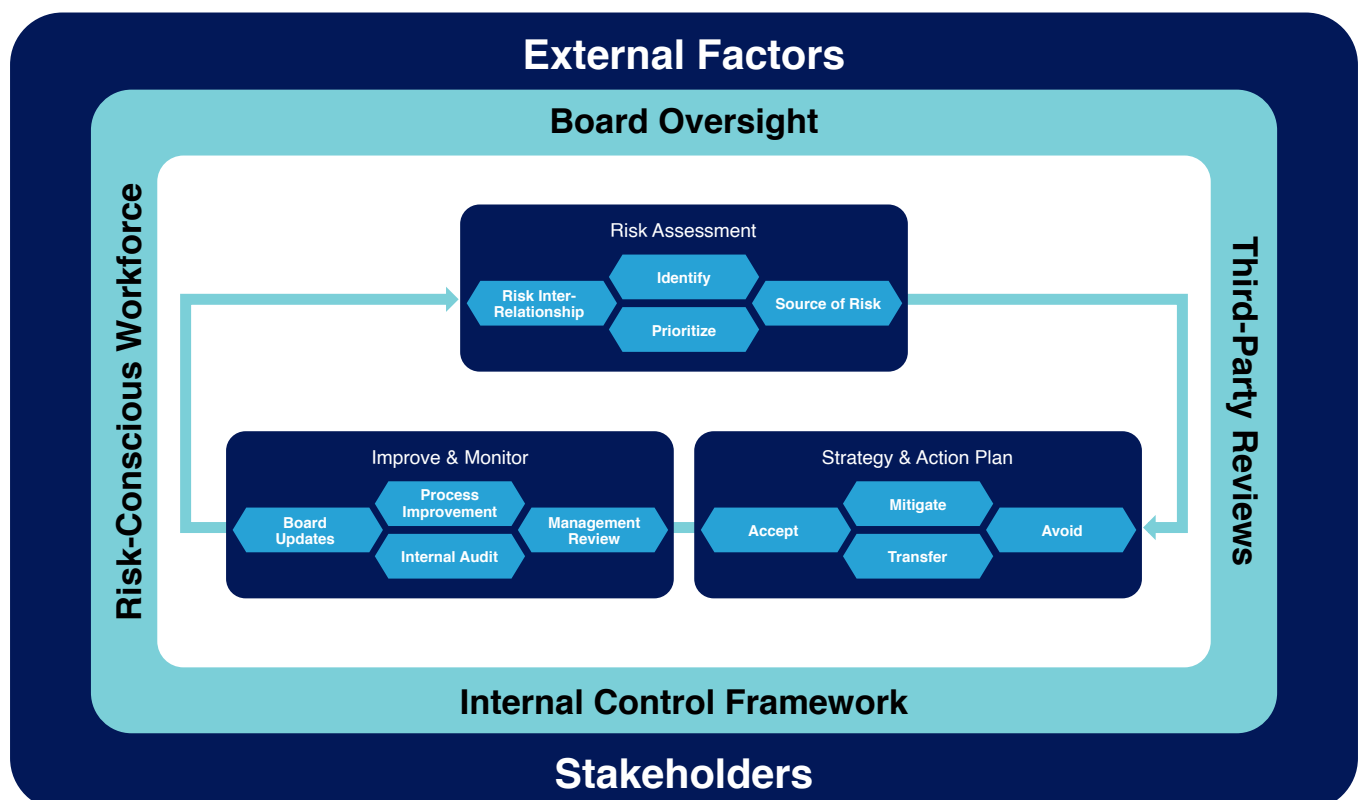 External Factors
Board Oversight
Risk-Conscious Workforce
Third-Party Reviews
Risk Assessment
Identify
Risk Inter-
Relationship
Source of Risk
Prioritize
Improve & Monitor
Process
Improvement
Board
Updates
Management
Review
Internal Audit
Strategy & Action Plan
Mitigate
Accept
Avoid
Transfer
Internal Control Framework
Stakeholders